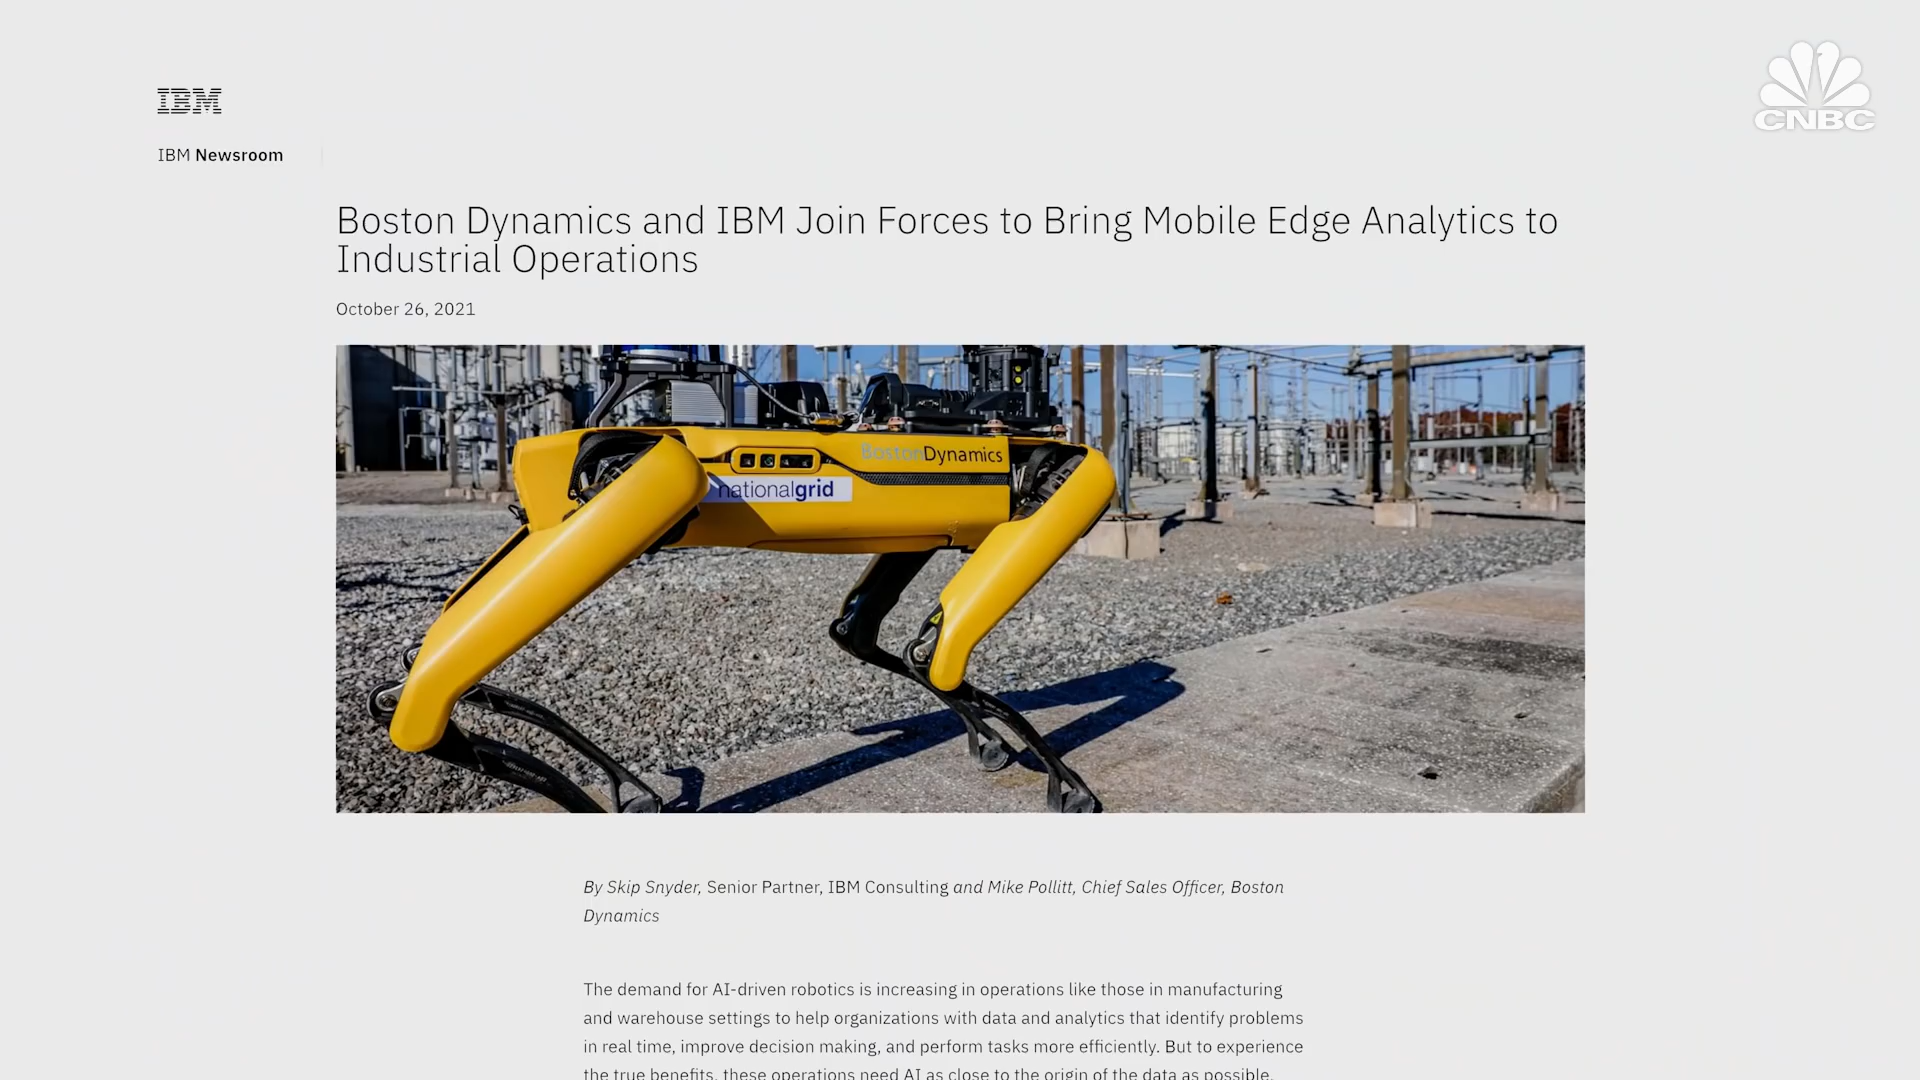 IBM
CNBC
IBM Newsroom
Boston Dynamics and IBM Join Forces to Bring Mobile Edge Analytics to
Industrial Operations
October 26, 2021
BostonDynamics
nationalgrid
By Skip Snyder, Senior Partner, IBM Consulting and Mike Pollitt, Chief Sales Officer, Boston
Dynamics
The demand for AI-driven robotics is increasing in operations like those in manufacturing
and warehouse settings to help organizations with data and analytics that identify problems
in real time, improve decision making, and perform tasks more efficiently. But to experience
the true benefits, these operations need AI as close to the origin of the data as possible.